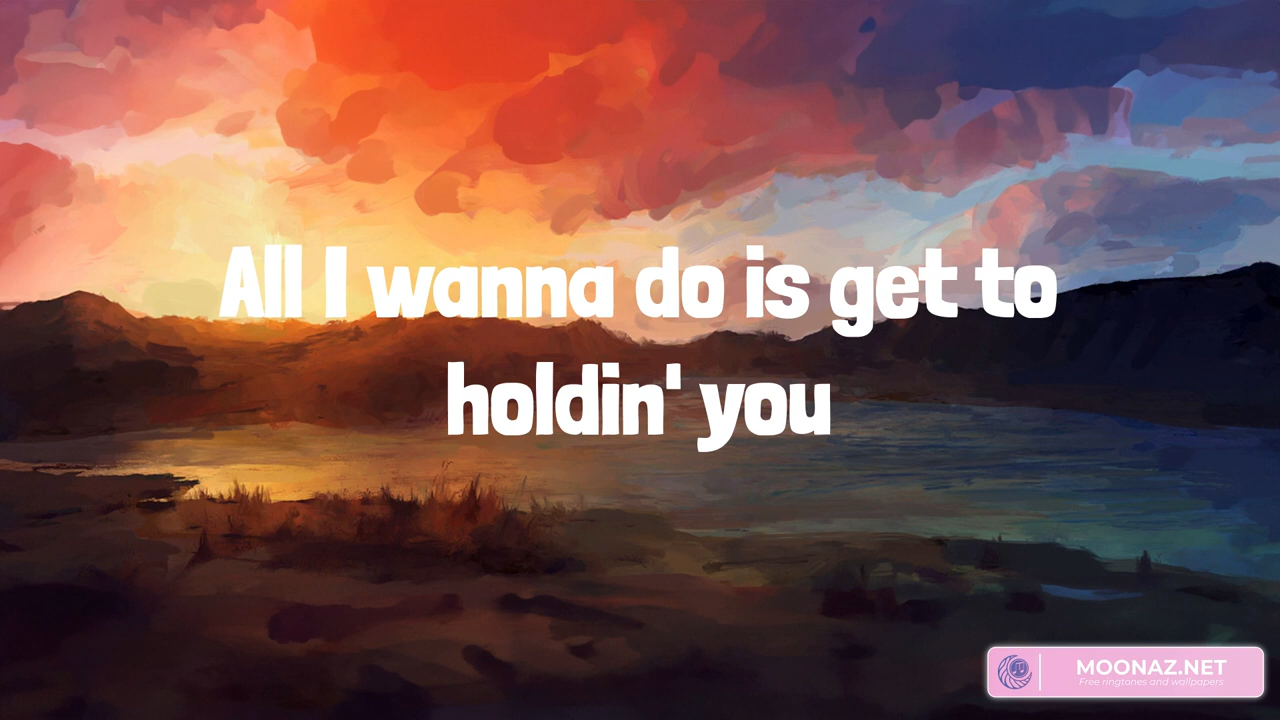 All I wanna do is get to
holdin' you
MOONAZ.NET
Free ringtones and wallpapers